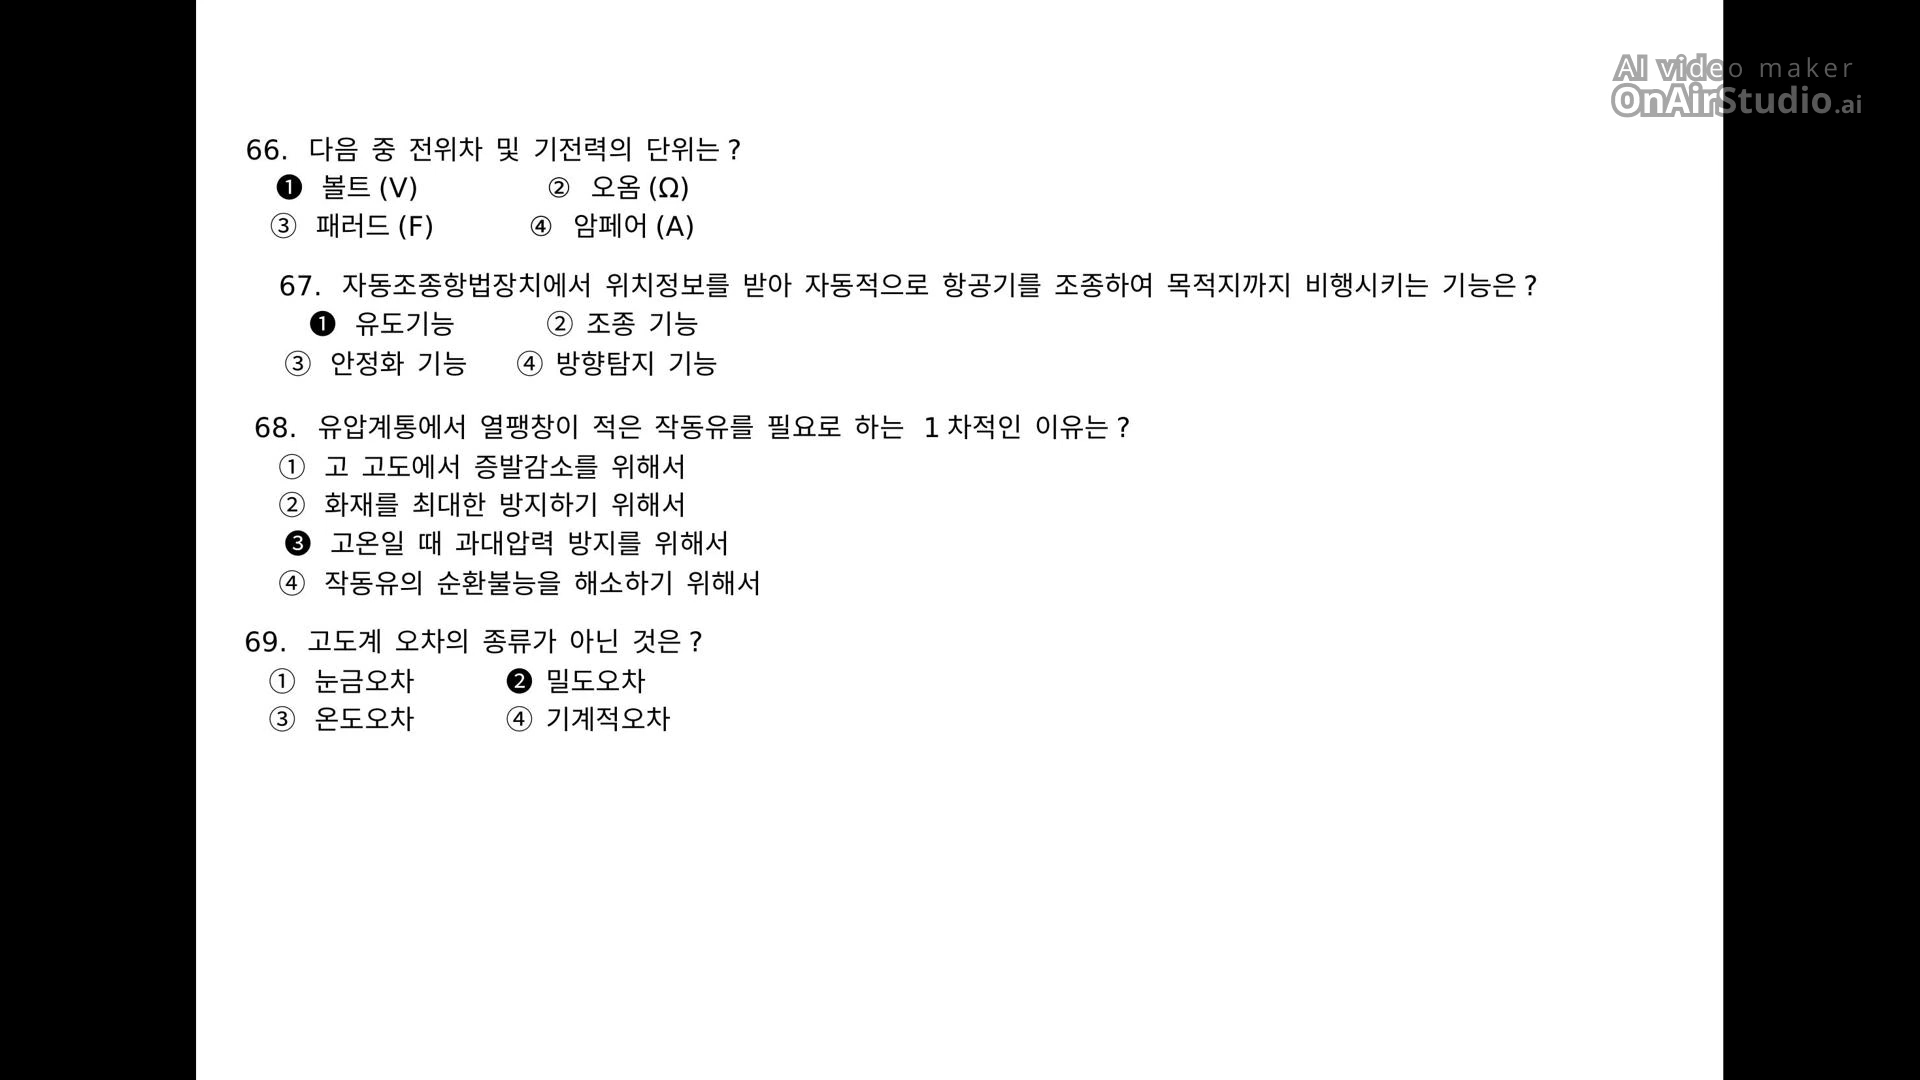 AI video maker
OnAirStudio.ai
66. 다음 중 전위차 및 기전력의 단위는?
❶ 볼트(V) ② 오옴(Ω)
③ 패러드(F) ④ 암페어(A)
67. 자동조종항법장치에서 위치정보를 받아 자동적으로 항공기를 조종하여 목적지까지 비행시키는 기능은?
❶ 유도기능 ② 조종 기능
③ 안정화 기능 ④ 방향탐지 기능
68. 유압계통에서 열팽창이 적은 작동유를 필요로 하는 1차적인 이유는?
① 고 고도에서 증발감소를 위해서
② 화재를 최대한 방지하기 위해서
❸ 고온일 때 과대압력 방지를 위해서
④ 작동유의 순환불능을 해소하기 위해서
69. 고도계 오차의 종류가 아닌 것은?
① 눈금오차 ❷ 밀도오차
③ 온도오차 ④ 기계적오차